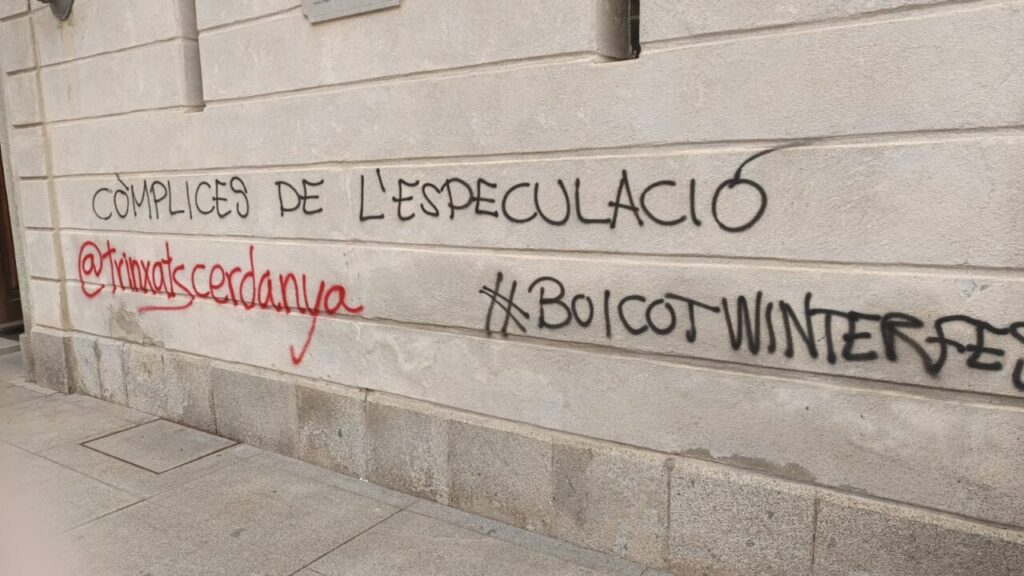 CÒMPLICES DE L'ESPECULACIÓ
@trinxatscerdanya
#BOICOTWINTERFES